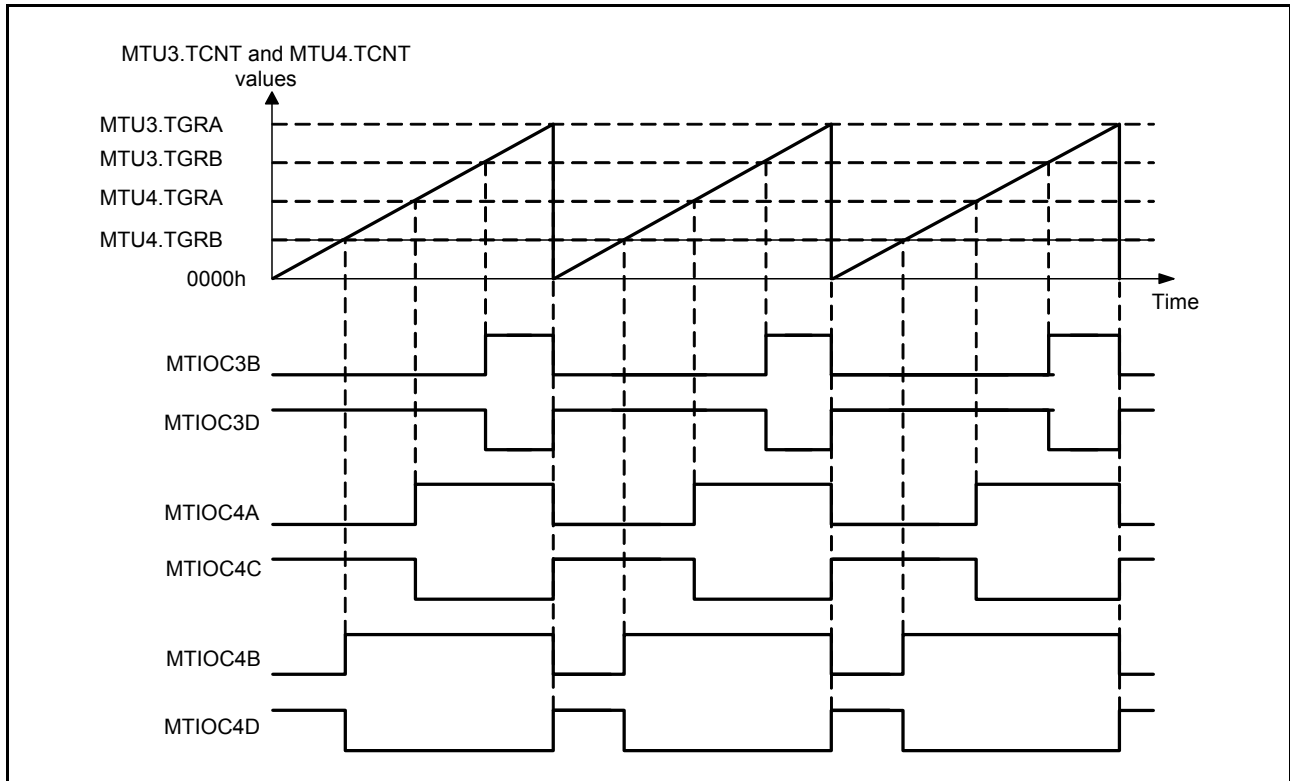 MTU3.TCNT and MTU4.TCNT
values
MTU3.TGRA
MTU3.TGRB
MTU4.TGRA
MTU4.TGRB
0000h
Time
MTIOC3B
MTIOC3D
MTIOC4A
MTIOC4C
MTIOC4B
MTIOC4D